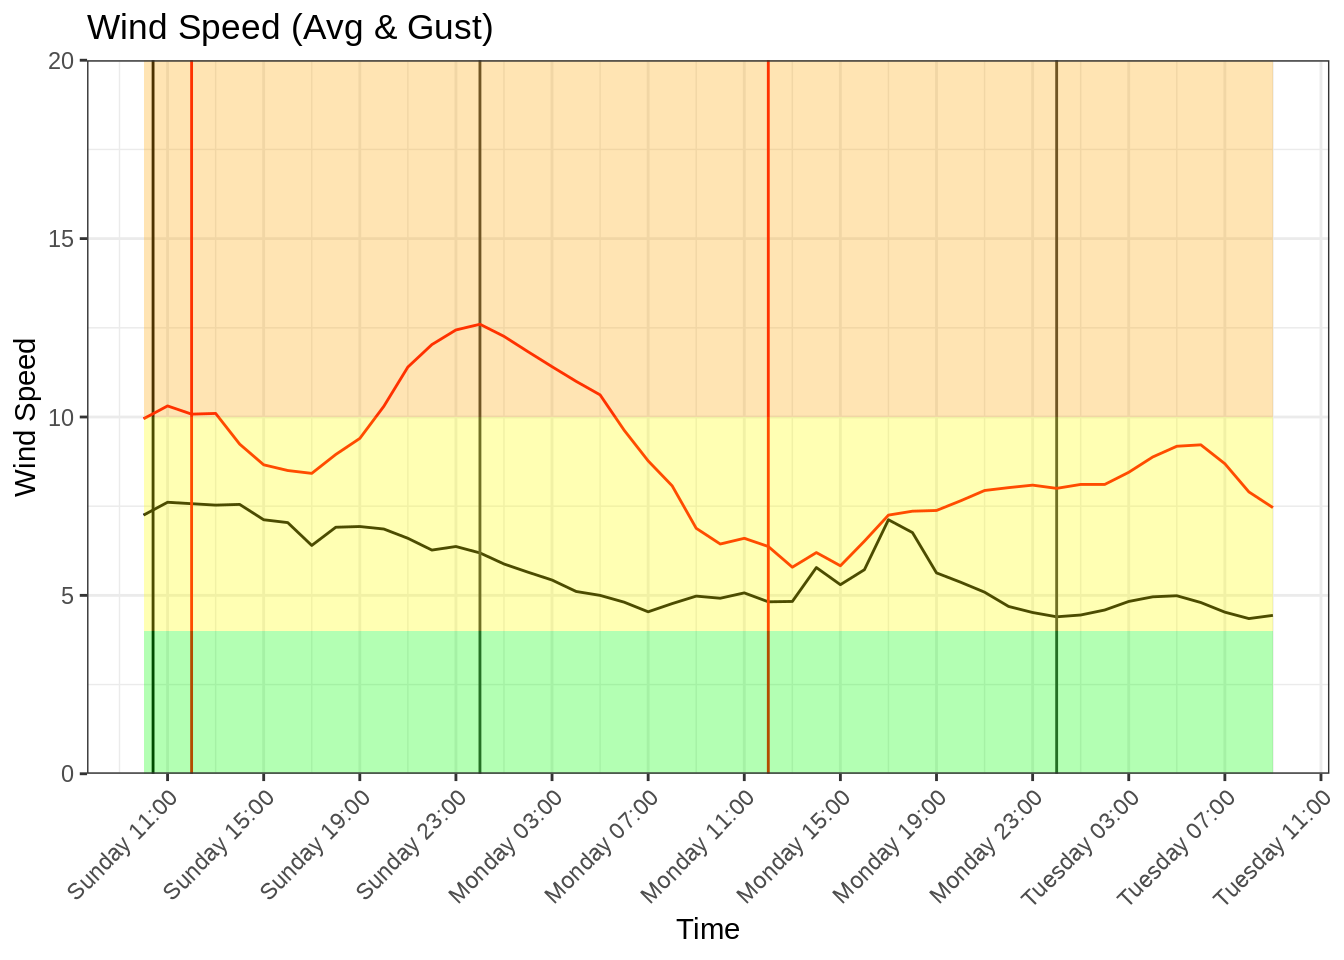 Wind Speed (Avg & Gust)
20
15
10
5
0
Wind Speed
Sunday 11:00
Sunday 15:00
Sunday 19:00
Sunday 23:00
Monday 03:00
Monday 07:00
Monday 11:00
Monday 15:00
Monday 19:00
Monday 23:00
Tuesday 03:00
Tuesday 07:00
Tuesday 11:00
Time